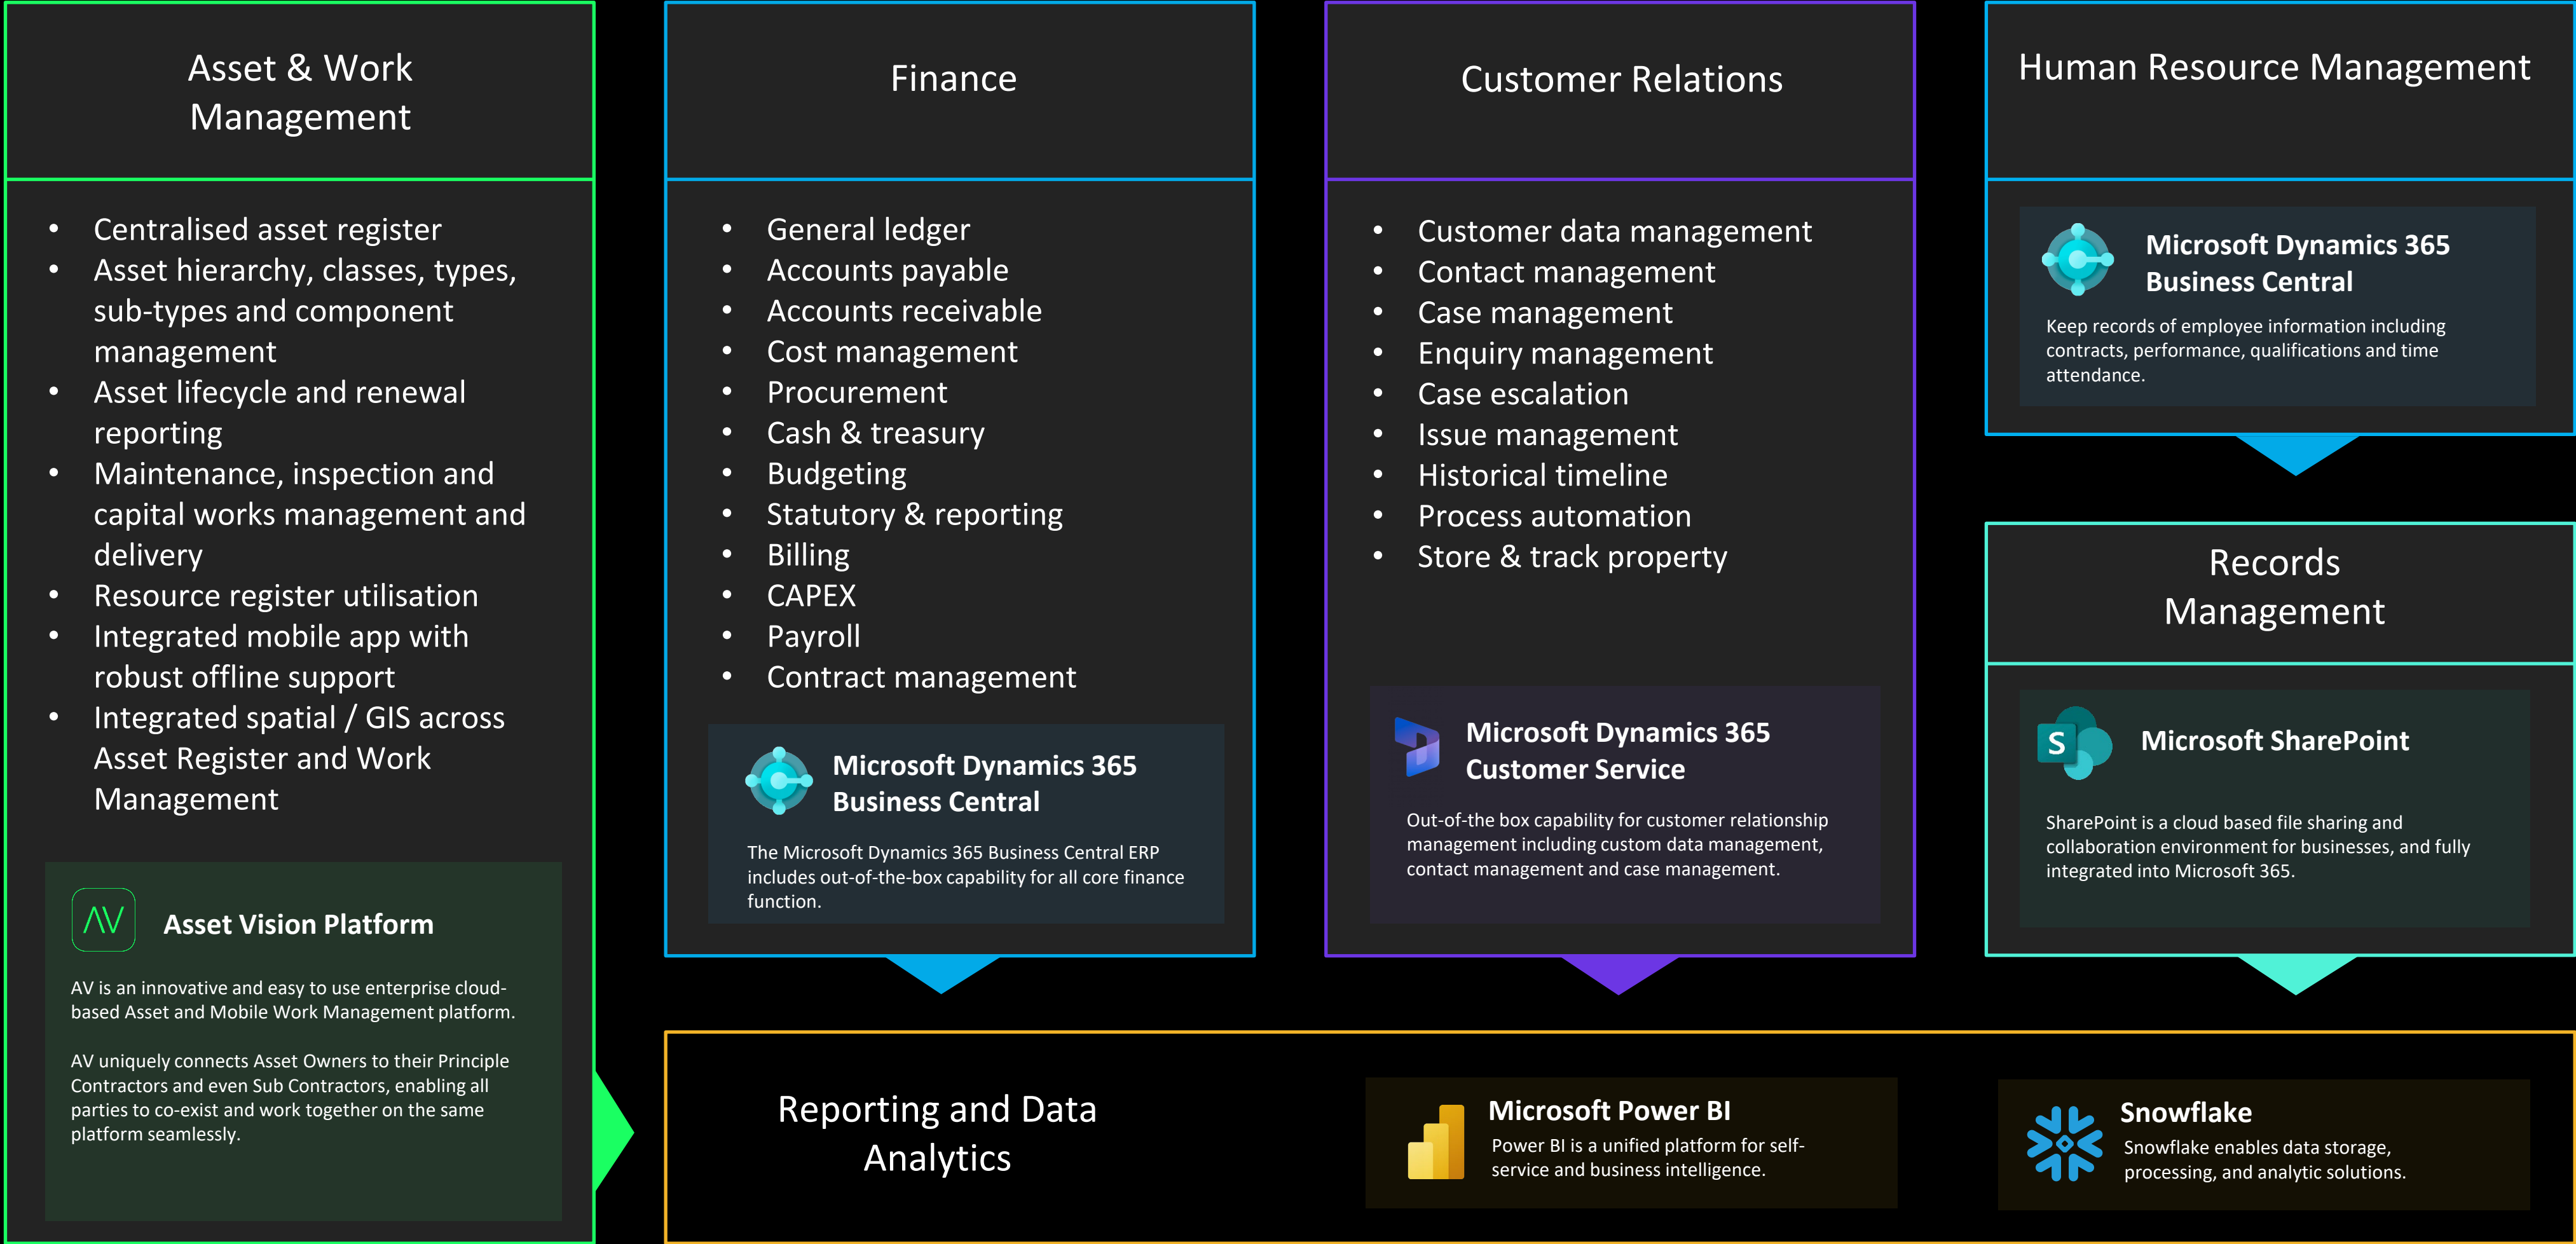 Asset & Work
Management
• Centralised asset register
• Asset hierarchy, classes, types,
sub-types and component
management
• Asset lifecycle and renewal
reporting
• Maintenance, inspection and
capital works management and
delivery
• Resource register utilisation
• Integrated mobile app with
robust offline support
• Integrated spatial / GIS across
Asset Register and Work
Management
AV
Asset Vision Platform
AV is an innovative and easy to use enterprise cloud-
based Asset and Mobile Work Management platform.
AV uniquely connects Asset Owners to their Principle
Contractors and even Sub Contractors, enabling all
parties to co-exist and work together on the same
platform seamlessly.
Finance
• General ledger
• Accounts payable
• Accounts receivable
• Cost management
• Procurement
• Cash & treasury
• Budgeting
• Statutory & reporting
• Billing
• CAPEX
• Payroll
• Contract management
Microsoft Dynamics 365
Business Central
The Microsoft Dynamics 365 Business Central ERP
includes out-of-the-box capability for all core finance
function.
Customer Relations
• Customer data management
• Contact management
• Case management
• Enquiry management
• Case escalation
• Issue management
• Historical timeline
• Process automation
• Store & track property
Microsoft Dynamics 365
Customer Service
Out-of-the box capability for customer relationship
management including custom data management,
contact management and case management.
Human Resource Management
Microsoft Dynamics 365
Business Central
Keep records of employee information including
contracts, performance, qualifications and time
attendance.
Records
Management
S
Microsoft SharePoint
SharePoint is a cloud based file sharing and
collaboration environment for businesses, and fully
integrated into Microsoft 365.
Reporting and Data
Analytics
Microsoft Power BI
Power BI is a unified platform for self-
service and business intelligence.
Snowflake
Snowflake enables data storage,
processing, and analytic solutions.